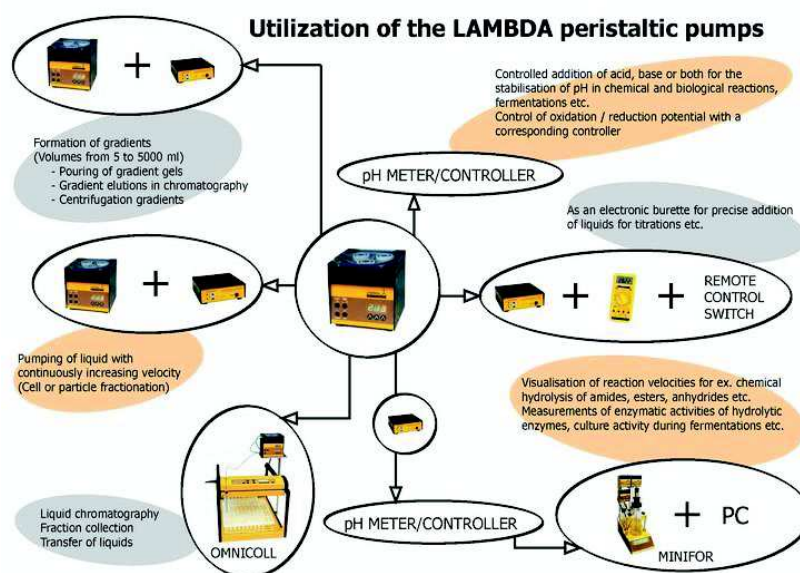 Utilization of the LAMBDA peristaltic pumps
Controlled addition of acid, base or both for the
stabilisation of pH in chemical and biological reactions,
fermentations etc.
Control of oxidation / reduction potential with a
corresponding controller
+
Formation of gradients
(Volumes from 5 to 5000 ml)
- Pouring of gradient gels
- Gradient elutions in chromatography
- Centrifugation gradients
pH METER/CONTROLLER
As an electronic burette for precise addition
of liquids for titrations etc.
+
+
+
REMOTE
CONTROL
SWITCH
Pumping of liquid with
continuously increasing velocity
(Cell or particle fractionation)
Visualisation of reaction velocities for ex. chemical
hydrolysis of amides, esters, anhydrides etc.
Measurements of enzymatic activities of hydrolytic
enzymes, culture activity during fermentations etc.
Liquid chromatography
Fraction collection
Transfer of liquids
OMNICOLL
pH METER/CONTROLLER
+ PC
MINIFOR